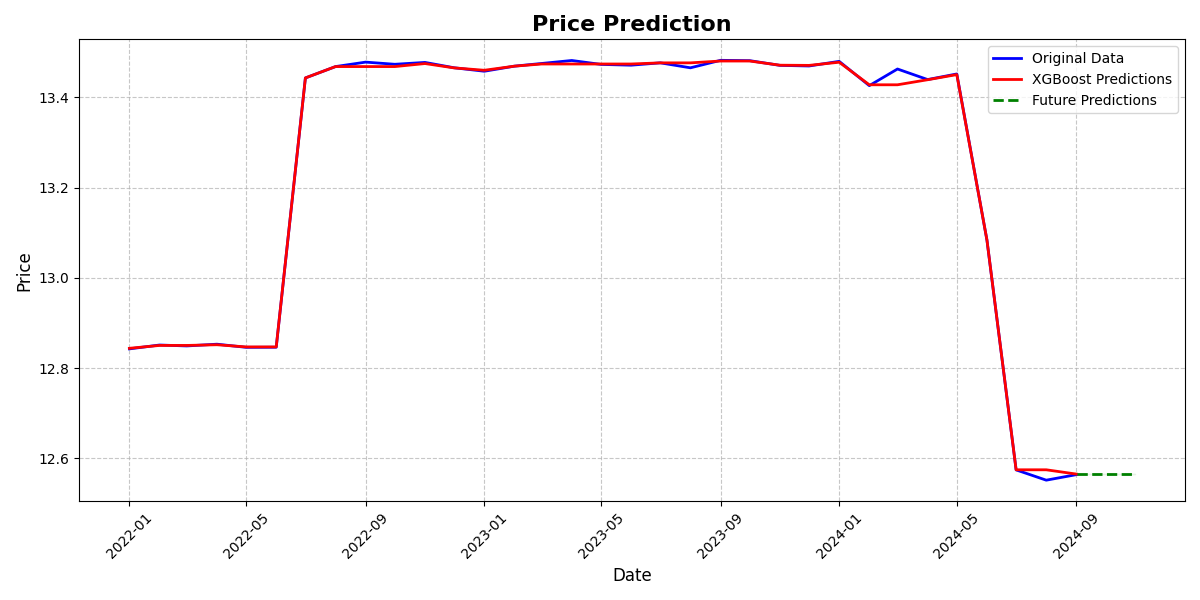 Price Prediction
Original Data
XGBoost Predictions
Future Predictions
Price
13.4
13.2
13.0
12.8
12.6
2022-01
2022-05
2022-09
2023-01
2023-05
2023-09
2024-01
2024-05
2024-09
Date